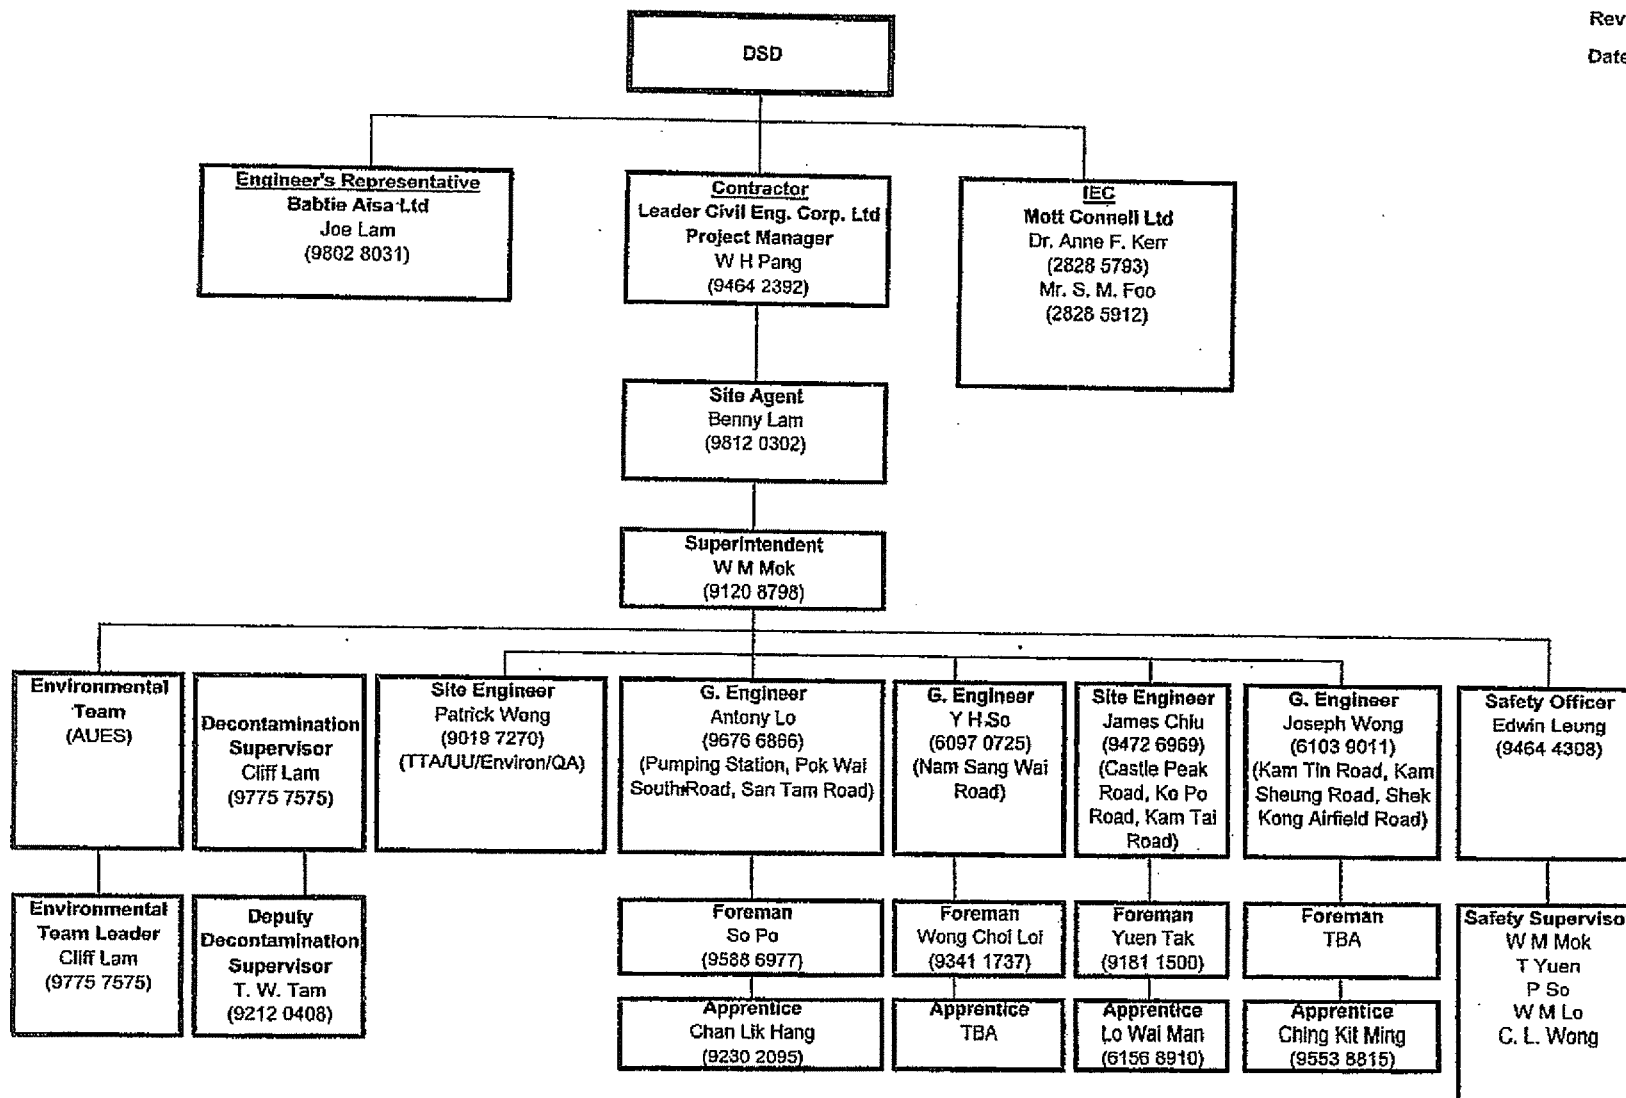 Rev
Date
DSD
Engineer's Representative
Babtie Aisa Ltd
Joe Lam
(9802 8031)
Contractor
Leader Civil Eng. Corp. Ltd
Project Manager
W H Pang
(9464 2392)
IEC
Mott Connell Ltd
Dr. Anne F. Kerr
(2828 5793)
Mr. S. M. Foo
(2828 5912)
Site Agent
Benny Lam
(9812 0302)
Superintendent
W M Mok
(9120 8798)
Environmental
Team
(AUES)
Decontamination
Supervisor
Cliff Lam
(9775 7575)
Site Engineer
Patrick Wong
(9019 7270)
(TTA/UU/Environ/QA)
G. Engineer
Antony Lo
(9676 6896)
(Pumping Station, Pok Wai
South Road, San Tam Road)
G. Engineer
Y H So
(6097 0725)
(Nam Sang Wai
Road)
Site Engineer
James Chiu
(9472 6969)
(Castle Peak
Road, Ko Po
Road, Kam Tai
Road)
G. Engineer
Joseph Wong
(6103 9011)
(Kam Tin Road, Kam
Sheung Road, Shek
Kong Airfield Road)
Safety Officer
Edwin Leung
(9464 4308)
Environmental
Team Leader
Cliff Lam
(9775 7575)
Deputy
Decontamination
Supervisor
T. W. Tam
(9212 0408)
Foreman
So Po
(9588 6977)
Foreman
Wong Choi Loi
(9341 1737)
Foreman
Yuen Tak
(9181 1500)
Foreman
TBA
Safety Supervisor
W M Mok
T Yuen
P So
W M Lo
C. L. Wong
Apprentice
Chan Lik Hang
(9230 2095)
Apprentice
TBA
Apprentice
Lo Wai Man
(6156 8910)
Apprentice
Ching Kit Ming
(9553 8815)